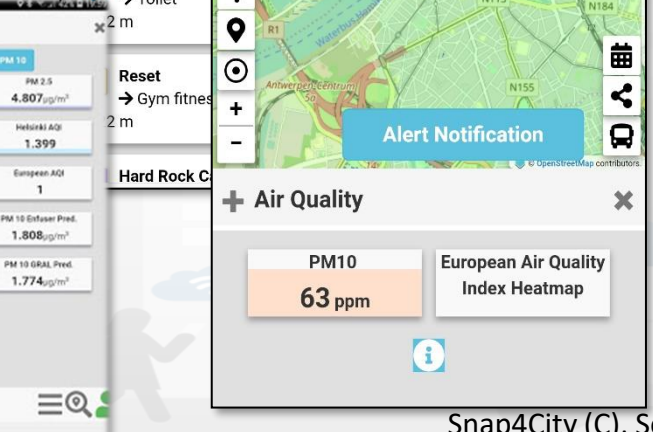 PM 10
PM 2.5
4.807µg/m³
Helsinki AQI
1.399
European AQI
1
PM 10 Enfuser Pred.
1.808µg/m³
PM 10 GRAL Pred.
1.774µg/m³
2 m
Reset
→ Gym fitnes
2 m
Hard Rock C
R1
Waterbus
Antwerpen-Centrum
5a
N184
N155
+
−
Alert Notification
© OpenStreetMap contributors.
Air Quality
PM10
63 ppm
European Air Quality
Index Heatmap
i
Snap4City (C), S